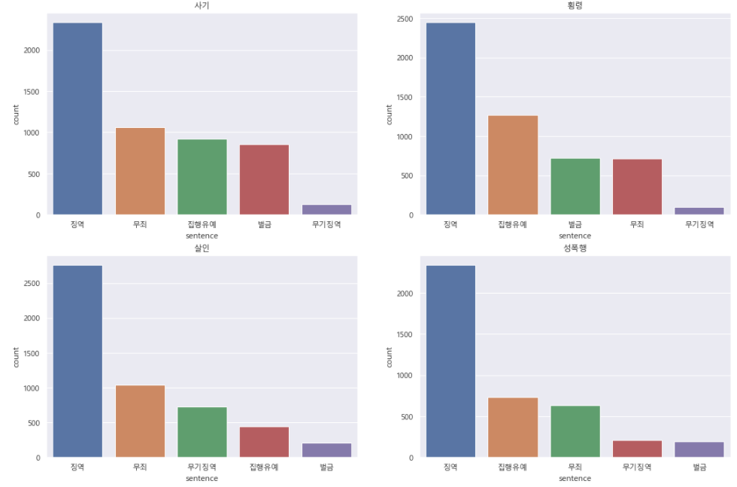 사기
2000
1500
1000
500
0
count
징역
무죄
집행유예
벌금
무기징역
sentence
횡령
2500
2000
1500
1000
500
0
count
징역
집행유예
벌금
무죄
무기징역
sentence
살인
2500
2000
1500
1000
500
0
count
징역
무죄
무기징역
집행유예
벌금
sentence
성폭행
2000
1500
1000
500
0
count
징역
집행유예
무죄
무기징역
벌금
sentence